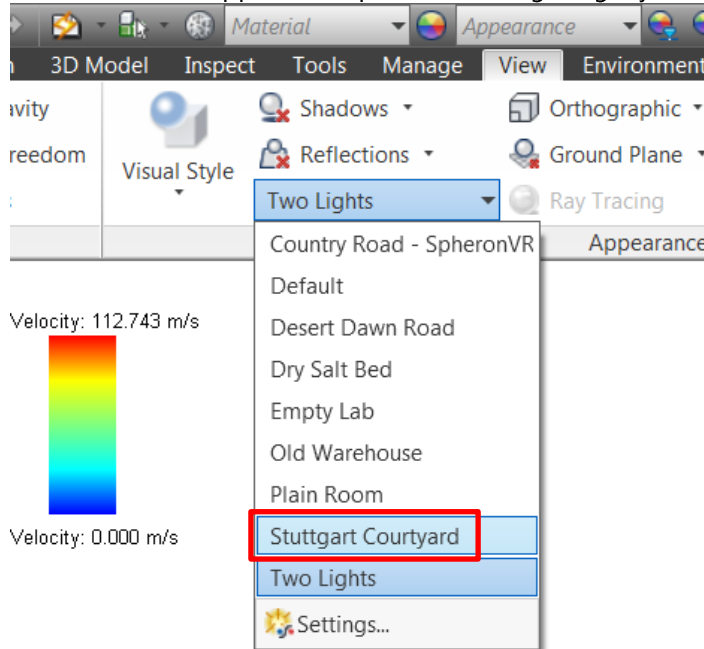 Material Appearance
3D Model Inspect Tools Manage View Environment
Shadows Orthographic
Reflections Ground Plane
Visual Style
Two Lights Ray Tracing
Appearance
Country Road - SpheronVR
Default
Desert Dawn Road
Dry Salt Bed
Empty Lab
Old Warehouse
Plain Room
Stuttgart Courtyard
Two Lights
Settings...
Velocity: 112.743 m/s
Velocity: 0.000 m/s